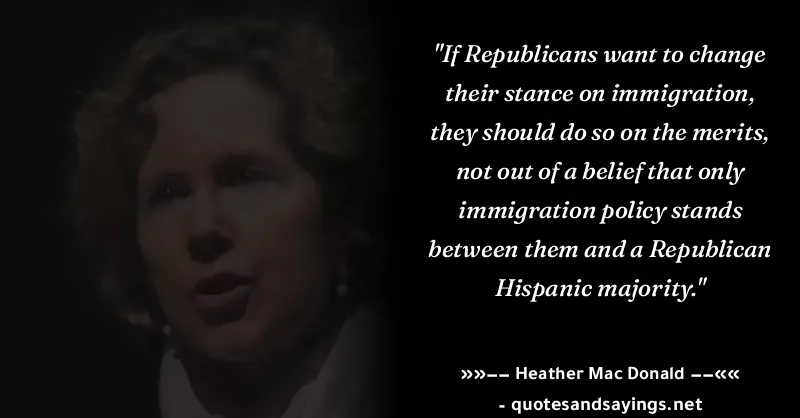 "If Republicans want to change
their stance on immigration,
they should do so on the merits,
not out of a belief that only
immigration policy stands
between them and a Republican
Hispanic majority."
»»–– Heather Mac Donald ––««
- quotesandsayings.net